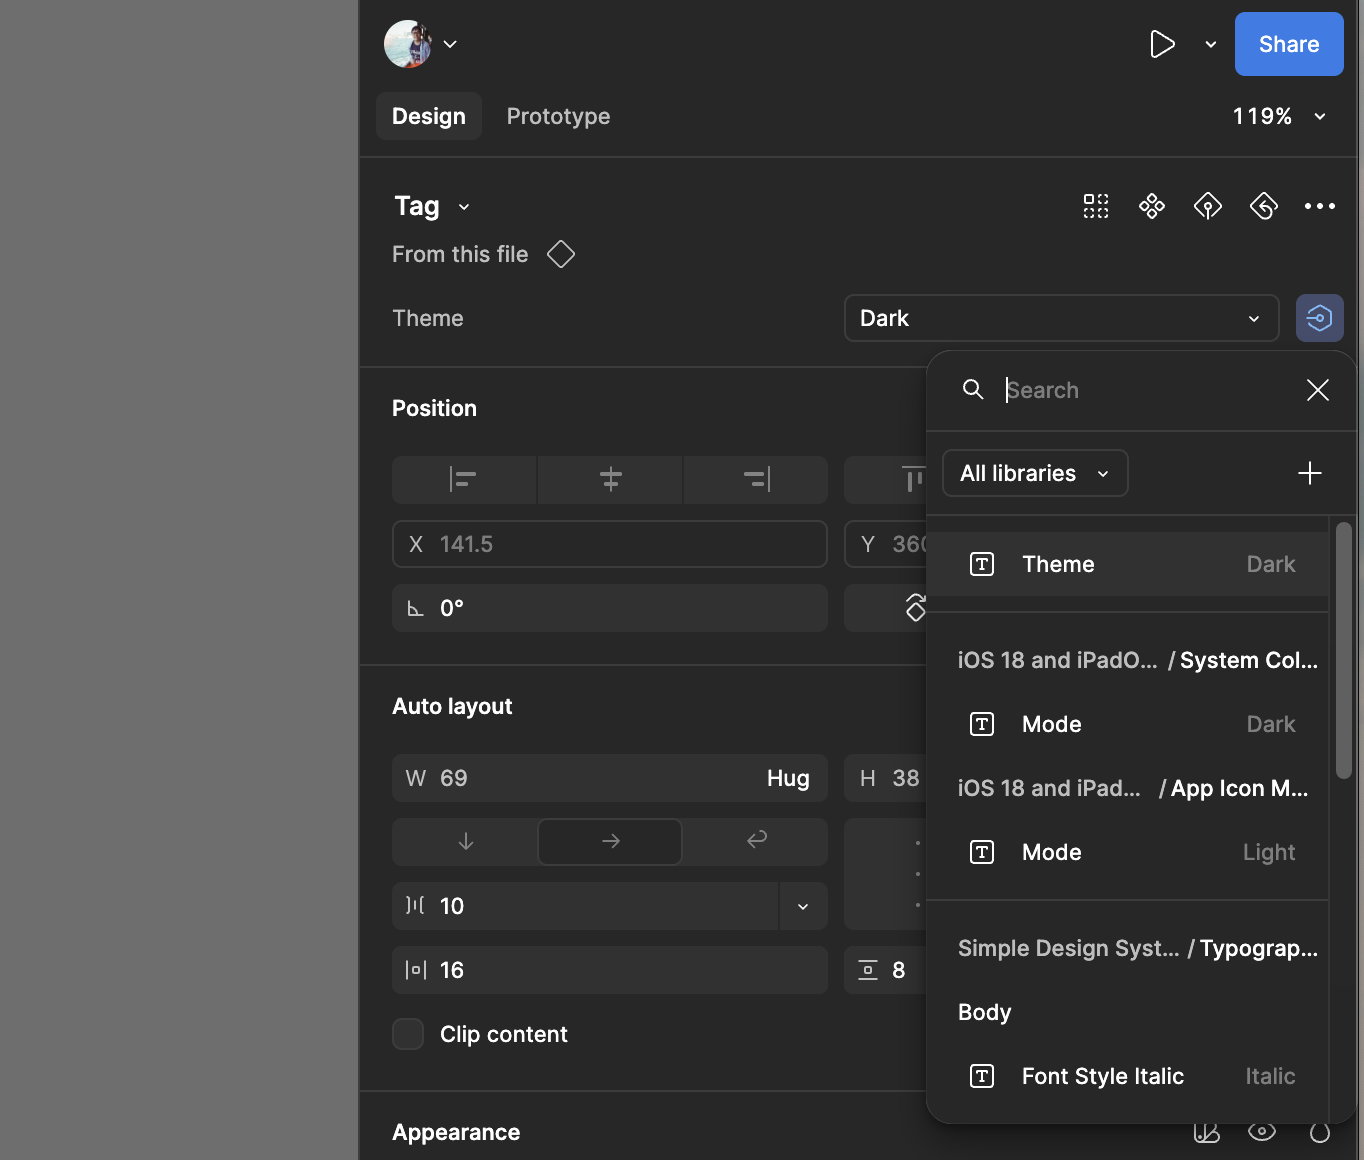 Share
Design Prototype 119%
Tag
From this file
Theme Dark
Search
Position
All libraries
X 141.5 Y 360
Theme Dark
0°
iOS 18 and iPadO... / System Col...
Auto layout
Mode Dark
W 69 Hug H 38
iOS 18 and iPad... / App Icon M...
Mode Light
10
Simple Design Syst... / Typograp...
16 8
Body
Clip content
Font Style Italic Italic
Appearance